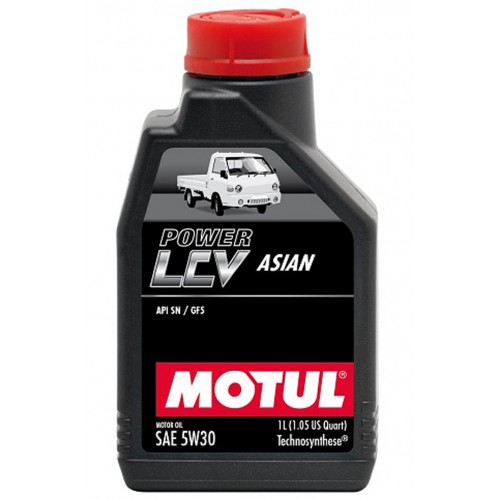 POWER
LCV ASIAN
API SN / GF5
MOTUL®
MOTOR OIL
SAE 5W30
1L (1.05 US Quart)
Technosynthese®